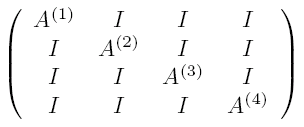 A^{(1)} I I I
I A^{(2)} I I
I I A^{(3)} I
I I I A^{(4)}